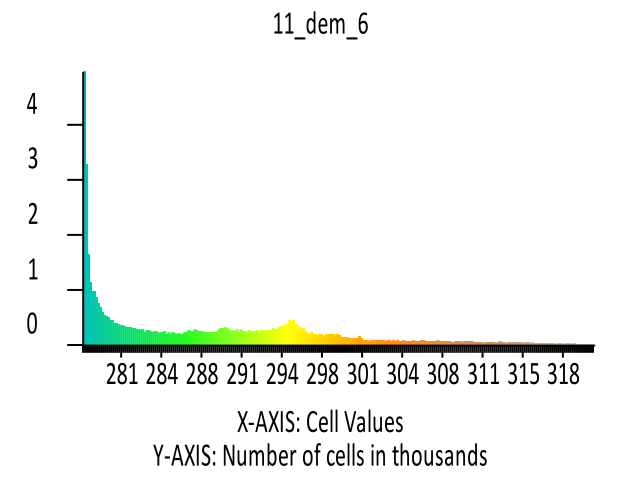 11_dem_6
4
3
2
1
0
281 284 288 291 294 298 301 304 308 311 315 318
X-AXIS: Cell Values
Y-AXIS: Number of cells in thousands